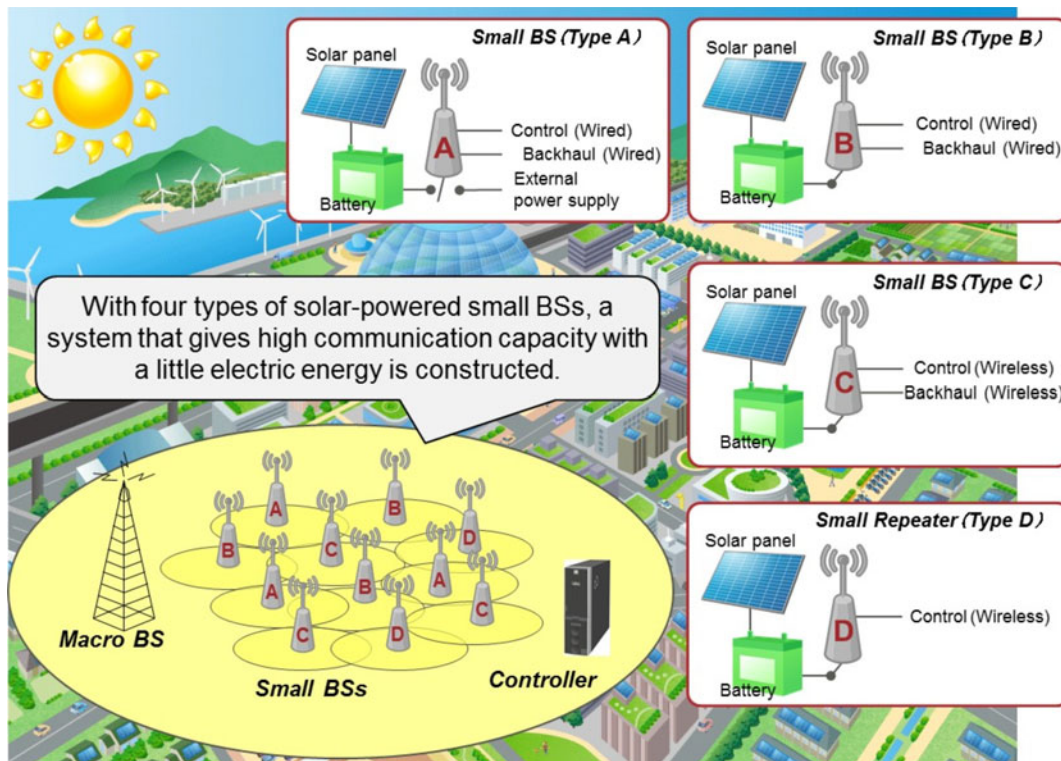 Small BS (Type A)
Solar panel
A
Control (Wired)
Backhaul (Wired)
External
power supply
Battery
Small BS (Type B)
Solar panel
B
Control (Wired)
Backhaul (Wired)
Battery
With four types of solar-powered small BSs, a
system that gives high communication capacity with
a little electric energy is constructed.
Small BS (Type C)
Solar panel
C
Control (Wireless)
Backhaul (Wireless)
Battery
Small Repeater (Type D)
Solar panel
D
Control (Wireless)
Battery
A
B
B
C
D
A
B
A
C
C
D
Macro BS
Small BSs
Controller